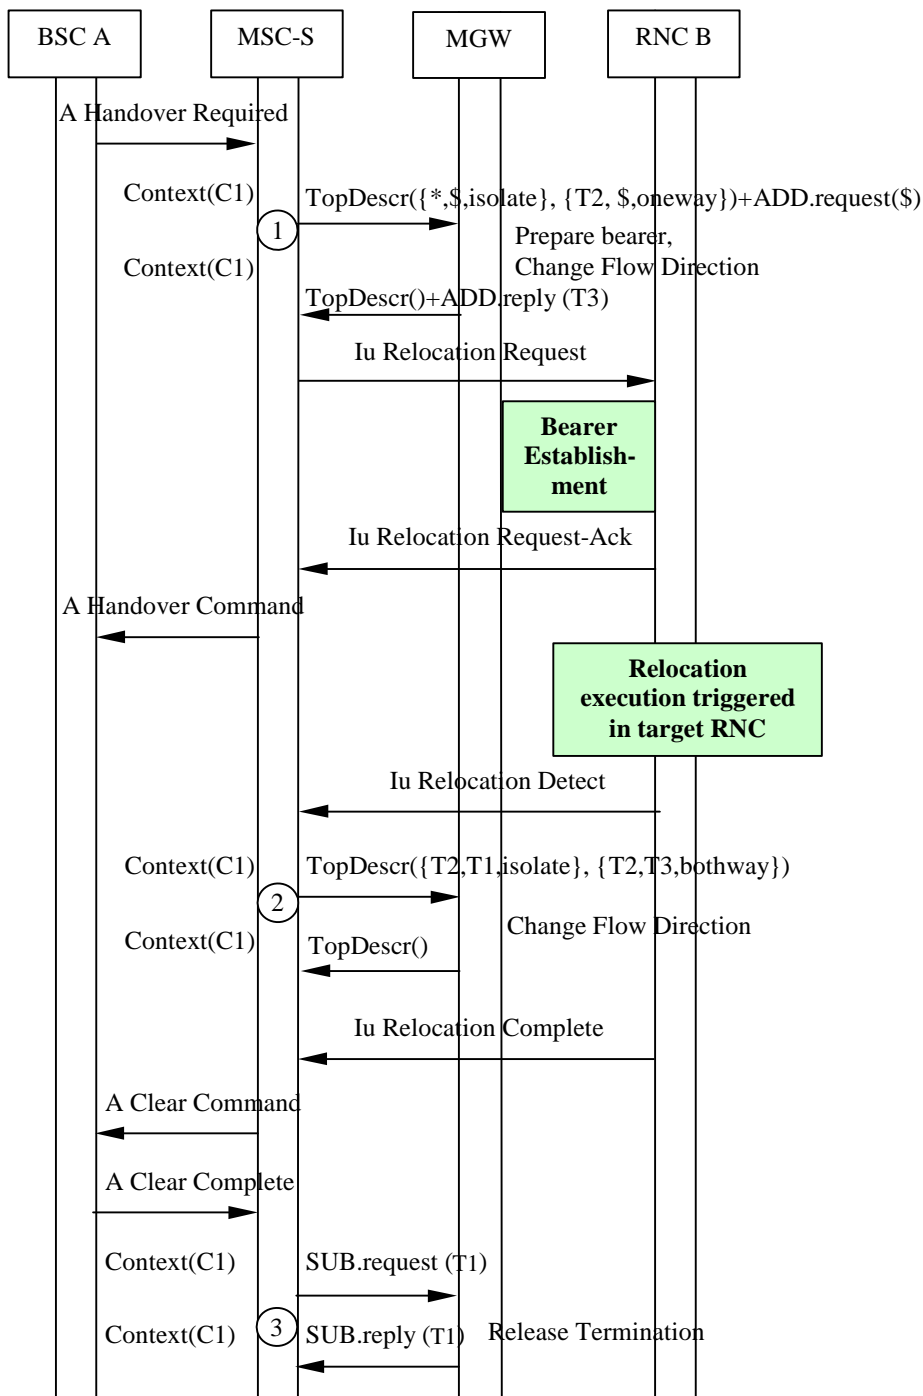 BSC A
MSC-S
MGW
RNC B
A Handover Required
Context(C1)
TopDescr({*,$,isolate}, {T2, $,oneway})+ADD.request($)
1
Prepare bearer,
Change Flow Direction
Context(C1)
TopDescr()+ADD.reply (T3)
Iu Relocation Request
Bearer
Establish-
ment
Iu Relocation Request-Ack
A Handover Command
Relocation
execution triggered
in target RNC
Iu Relocation Detect
Context(C1)
TopDescr({T2,T1,isolate}, {T2,T3,bothway})
2
Change Flow Direction
Context(C1)
TopDescr()
Iu Relocation Complete
A Clear Command
A Clear Complete
Context(C1)
SUB.request (T1)
3
Context(C1)
SUB.reply (T1)
Release Termination